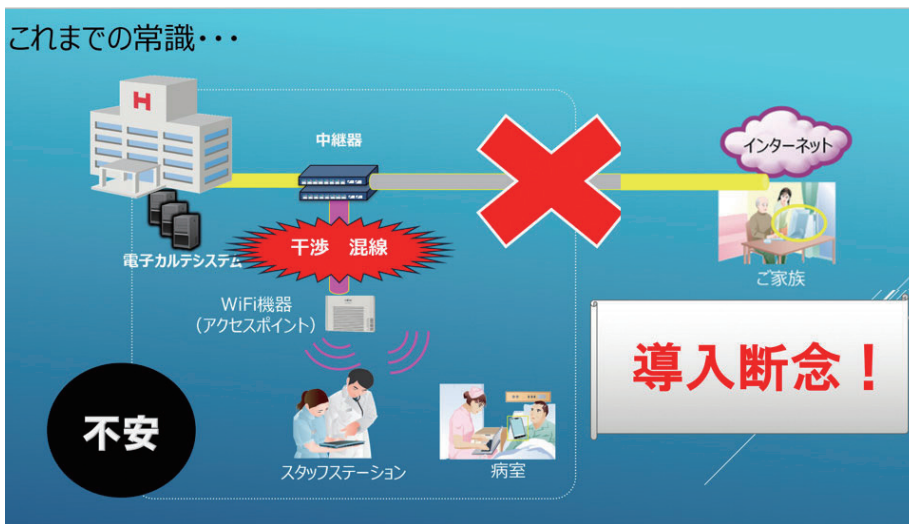 これまでの常識・・・
H
中継器
インターネット
干渉 混線
電子カルテシステム
ご家族
WiFi機器
(アクセスポイント)
導入断念！
不安
スタッフステーション
病室